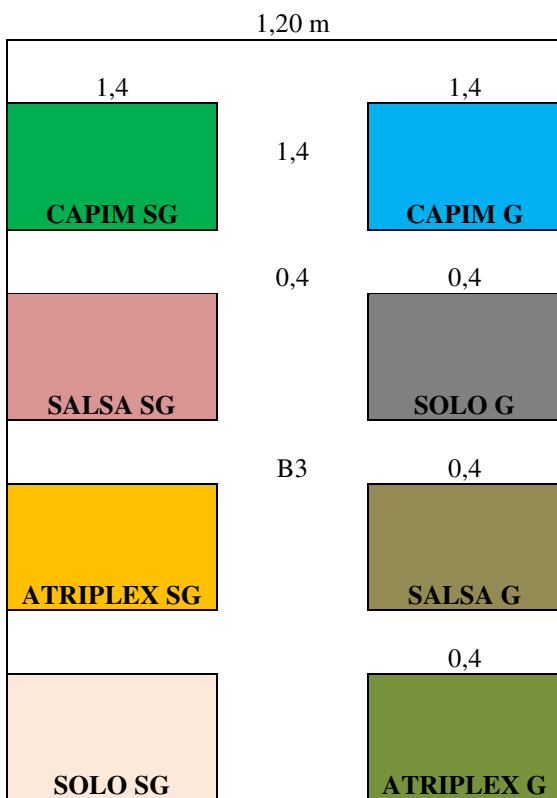 1,20 m
1,4 1,4
1,4
CAPIM SG CAPIM G
0,4 0,4
SALSA SG SOLO G
B3 0,4
ATRIPLEX SG SALSA G
0,4
SOLO SG ATRIPLEX G